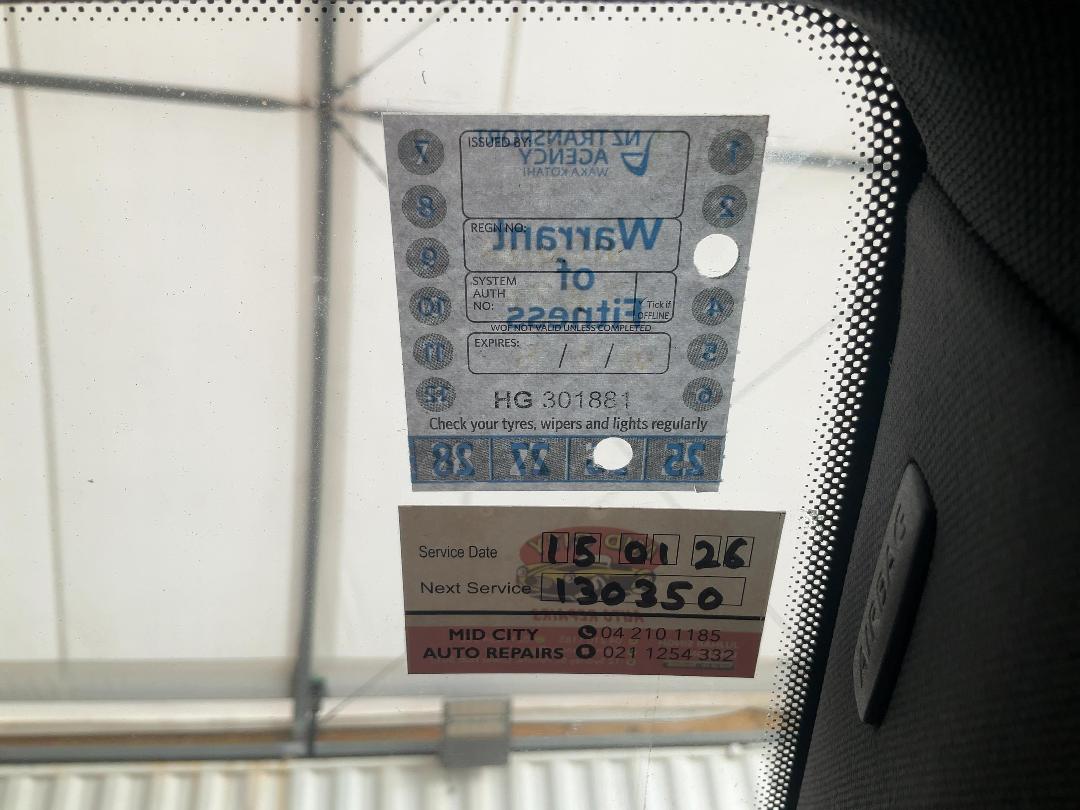 7
ISSUED BY:
NZ TRANSPORT
AGENCY
WAKA KOTAHI
1
8
2
REGN NO:
Warrant
of
Fitness
9
SYSTEM
AUTH
NO:
Y Tick if
OFFLINE
10
4
WOF NOT VALID UNLESS COMPLETED
11
EXPIRES: / /
5
12
HG 301881
6
Check your tyres, wipers and lights regularly
28 27 25
Service Date 15 01 26
Next Service 130350
AUTO REPAIRS
MID CITY 04 210 1185
AUTO REPAIRS 021 1254 332
AIRBAG